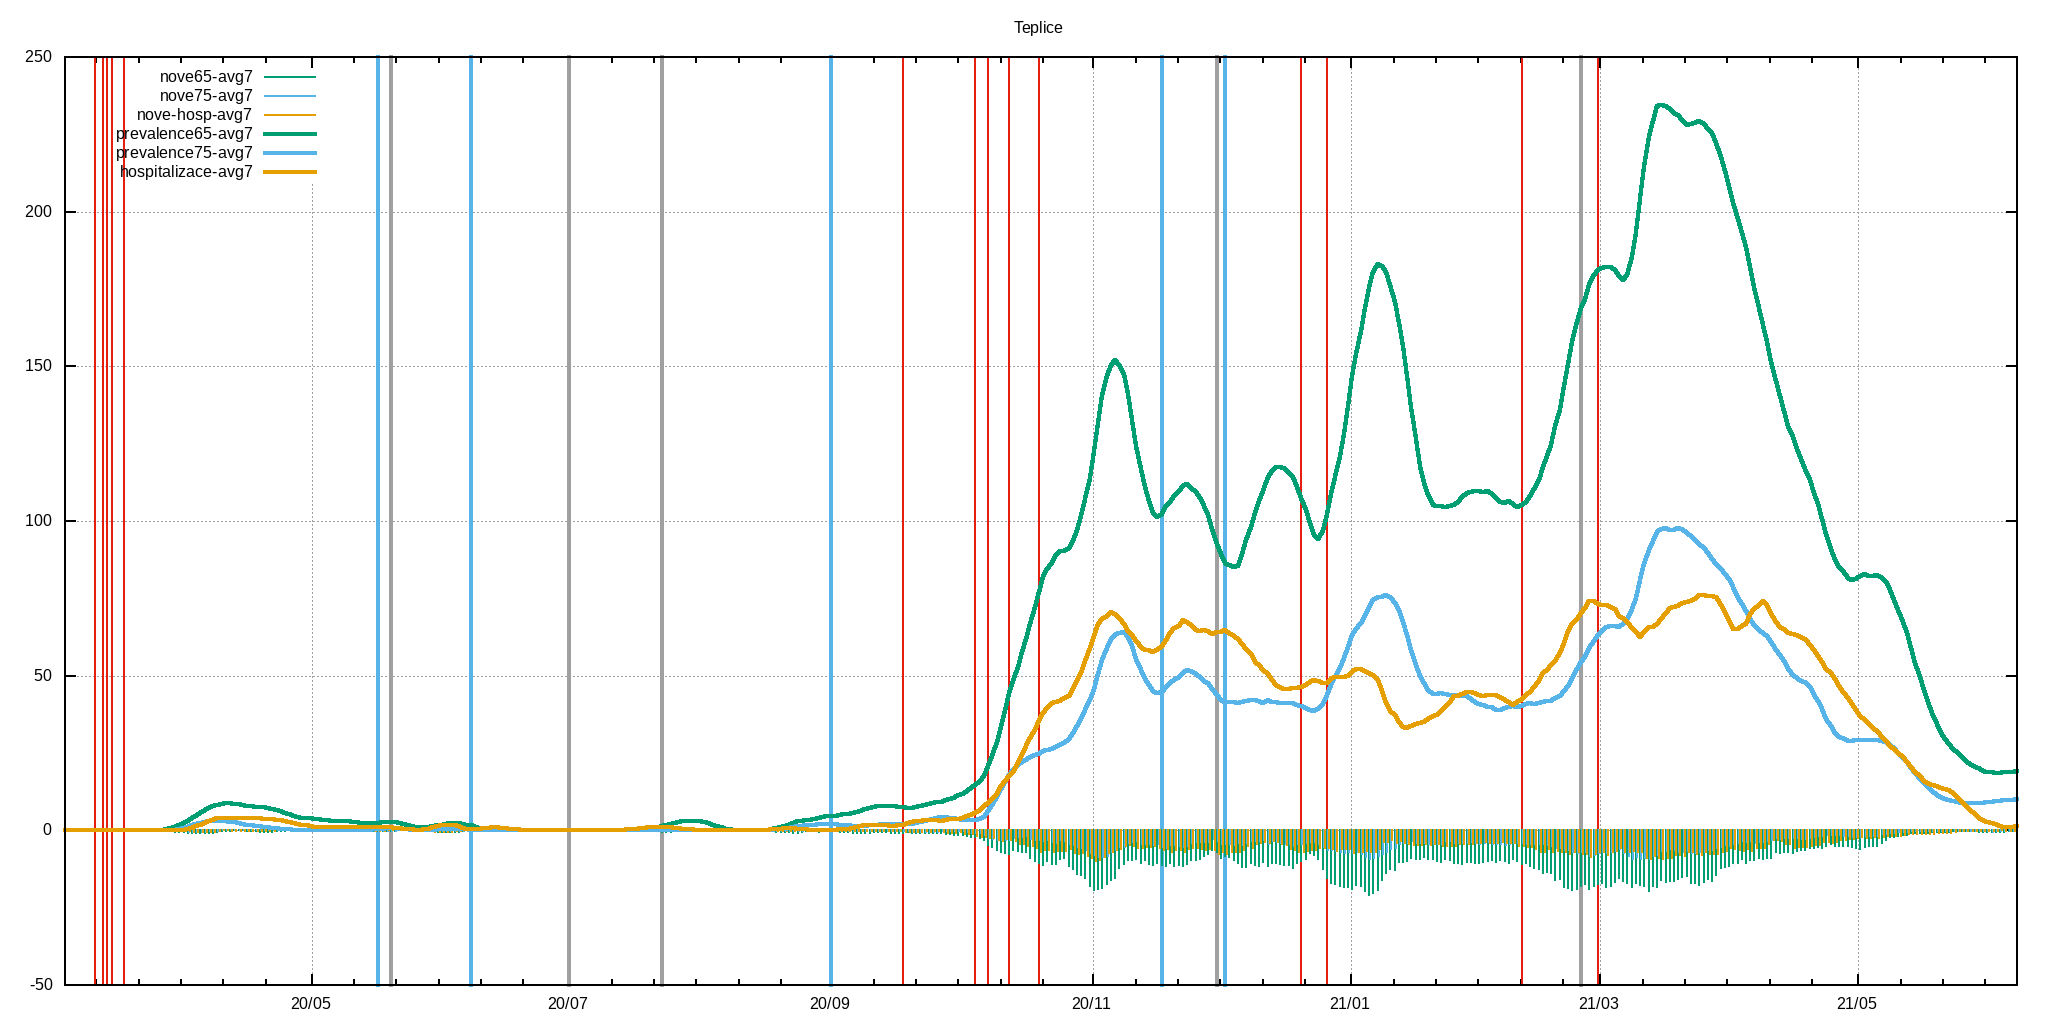 Teplice
250
200
150
100
50
0
-50
nove65-avg7
nove75-avg7
nove-hosp-avg7
prevalence65-avg7
prevalence75-avg7
hospitalizace-avg7
20/05 20/07 20/09 20/11 21/01 21/03 21/05